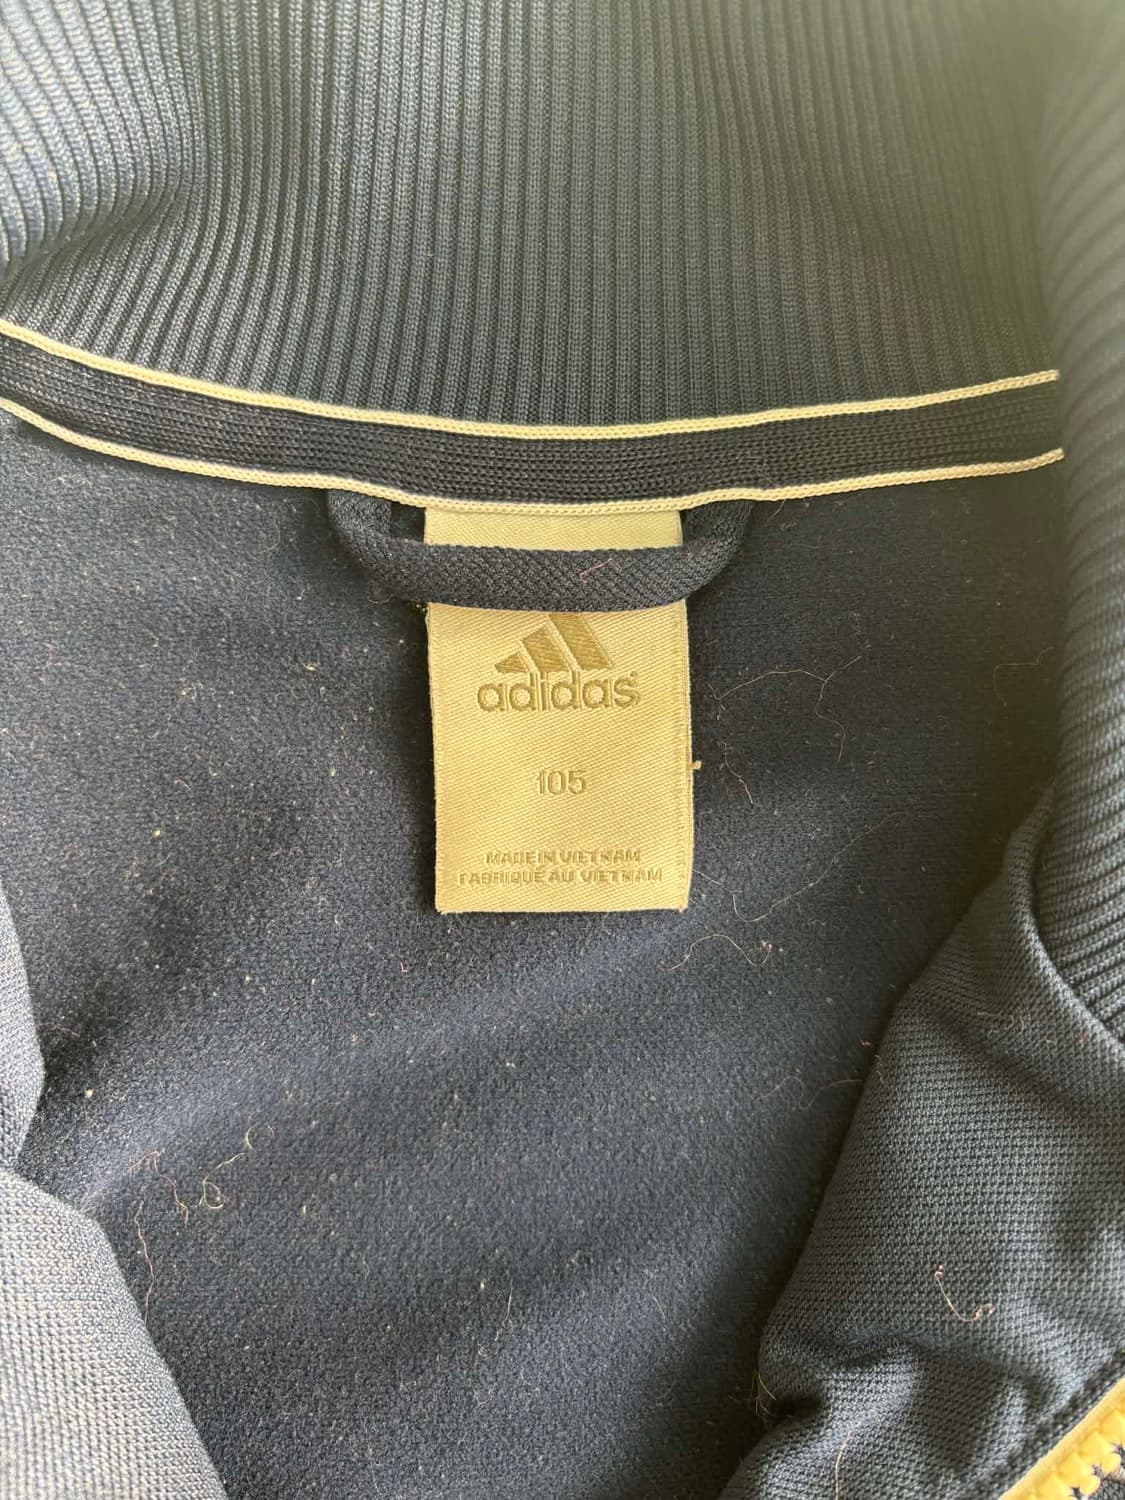 adidas
105
MADE IN VIETNAM
FABRIQUÉ AU VIETNAM